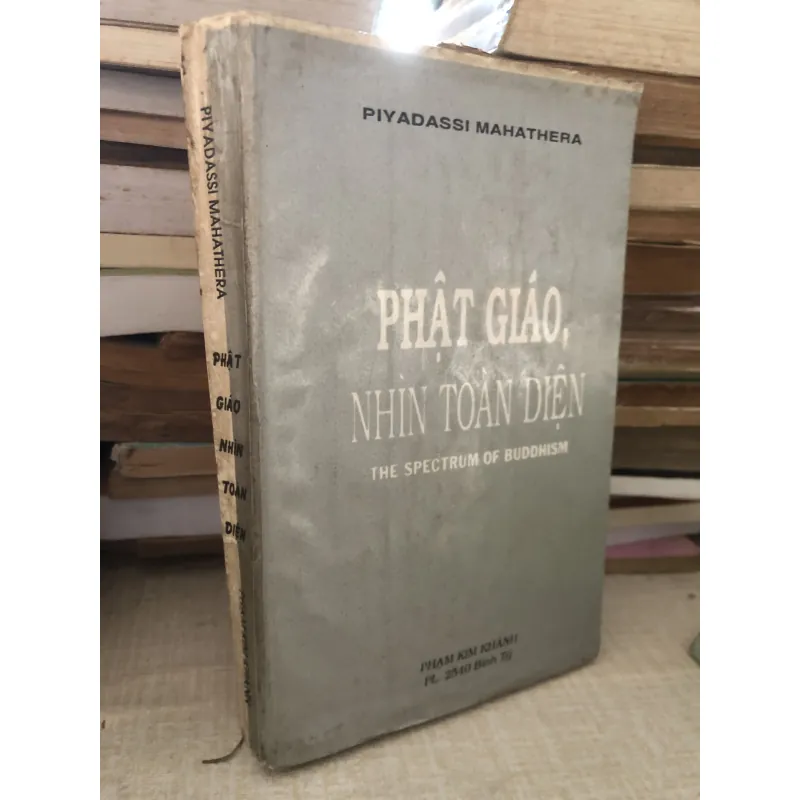 PIYADASSI MAHATHERA
PHẬT GIÁO,
NHÌN TOÀN DIỆN
THE SPECTRUM OF BUDDHISM
PHẠM KIM KHÁNH
PL. 2540 Bính Tý
PIYADASSI MAHATHERA
PHẬT
GIÁO
NHÌN
TOÀN
DIỆN